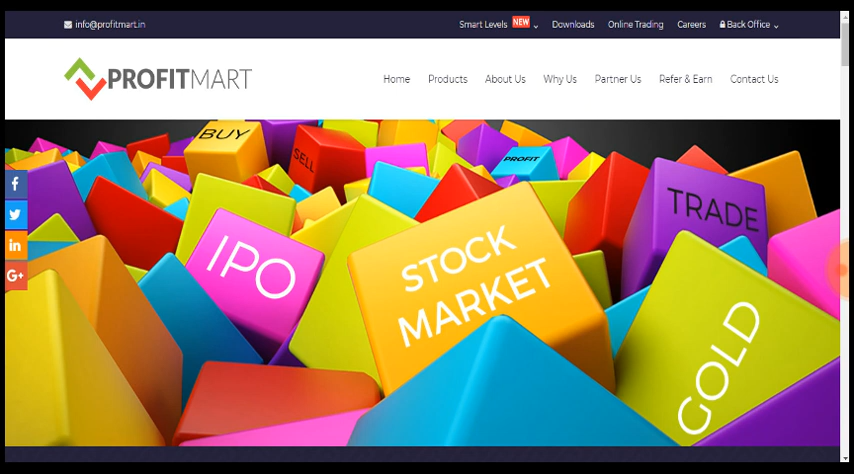 info@profitmart.in
Smart Levels NEW Downloads Online Trading Careers Back Office
PROFITMART
Home Products About Us Why Us Partner Us Refer & Earn Contact Us
BUY
SELL
PROFIT
TRADE
IPO
STOCK
MARKET
GOLD
f
in
G+